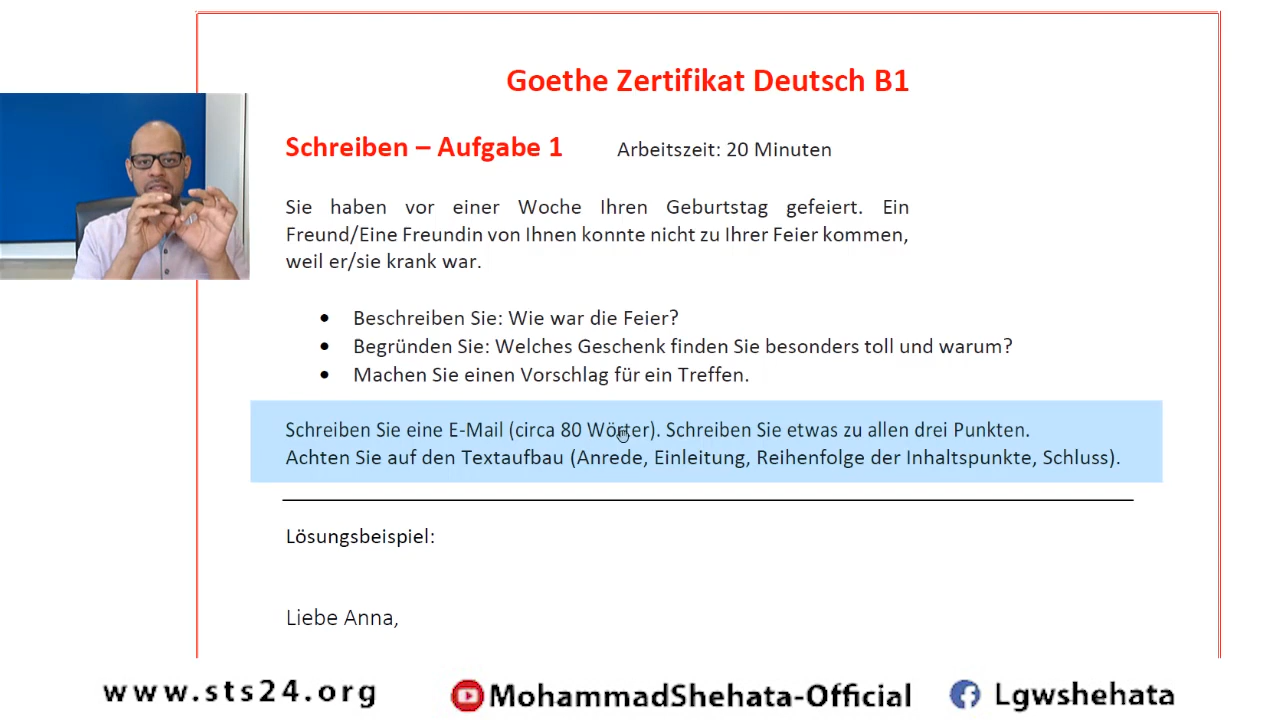 Goethe Zertifikat Deutsch B1
Schreiben – Aufgabe 1 Arbeitszeit: 20 Minuten
Sie haben vor einer Woche Ihren Geburtstag gefeiert. Ein
Freund/Eine Freundin von Ihnen konnte nicht zu Ihrer Feier kommen,
weil er/sie krank war.
• Beschreiben Sie: Wie war die Feier?
• Begründen Sie: Welches Geschenk finden Sie besonders toll und warum?
• Machen Sie einen Vorschlag für ein Treffen.
Schreiben Sie eine E-Mail (circa 80 Wörter). Schreiben Sie etwas zu allen drei Punkten.
Achten Sie auf den Textaufbau (Anrede, Einleitung, Reihenfolge der Inhaltspunkte, Schluss).
Lösungsbeispiel:
Liebe Anna,
www.sts24.org MohammadShehata-Official Lgwshehata